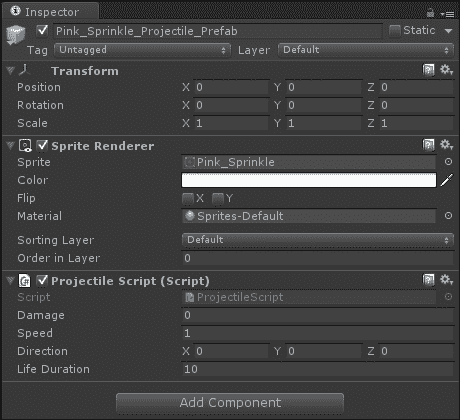 Inspector
Pink_Sprinkle_Projectile_Prefab Static
Tag Untagged Layer Default
Transform
Position X 0 Y 0 Z 0
Rotation X 0 Y 0 Z 0
Scale X 1 Y 1 Z 1
Sprite Renderer
Sprite Pink_Sprinkle
Color
Flip X Y
Material Sprites-Default
Sorting Layer Default
Order in Layer 0
Projectile Script (Script)
Script ProjectileScript
Damage 0
Speed 1
Direction X 0 Y 0 Z 0
Life Duration 10
Add Component